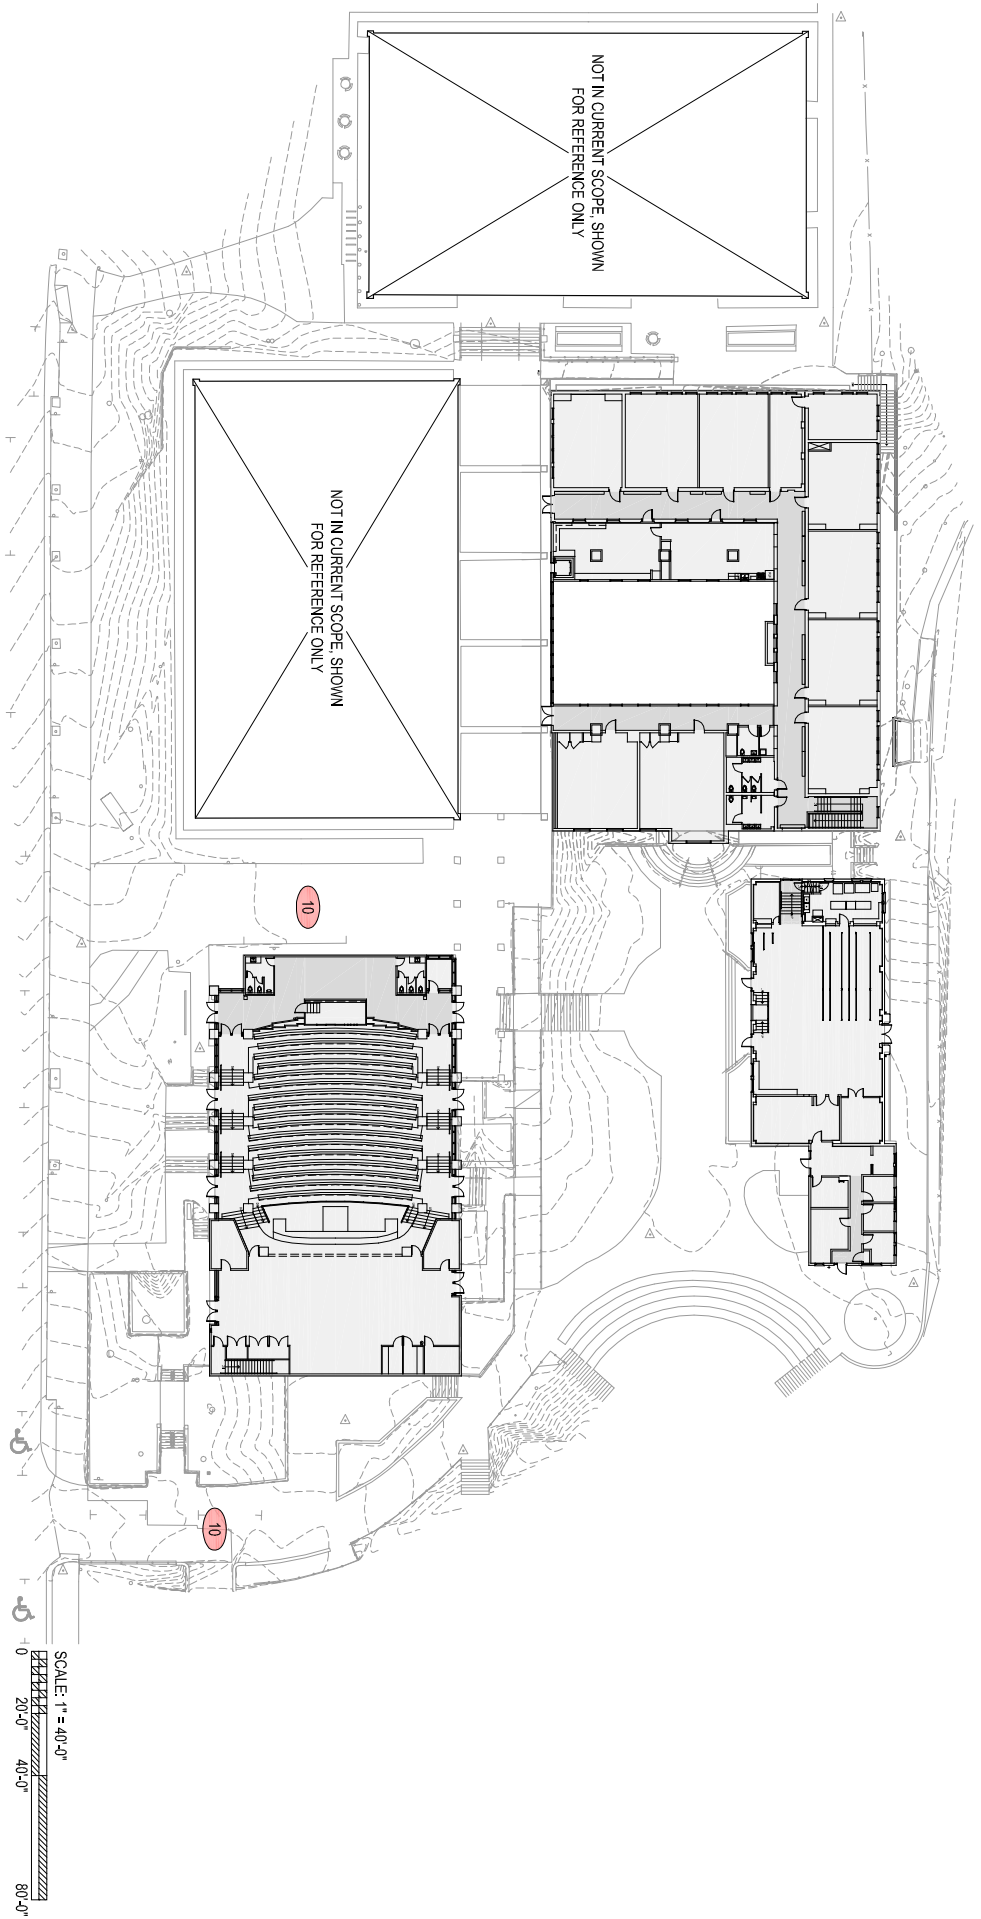 NOT IN CURRENT SCOPE, SHOWN
FOR REFERENCE ONLY
NOT IN CURRENT SCOPE, SHOWN
FOR REFERENCE ONLY
10
10
SCALE: 1" = 40'-0"
0 20'-0" 40'-0" 80'-0"